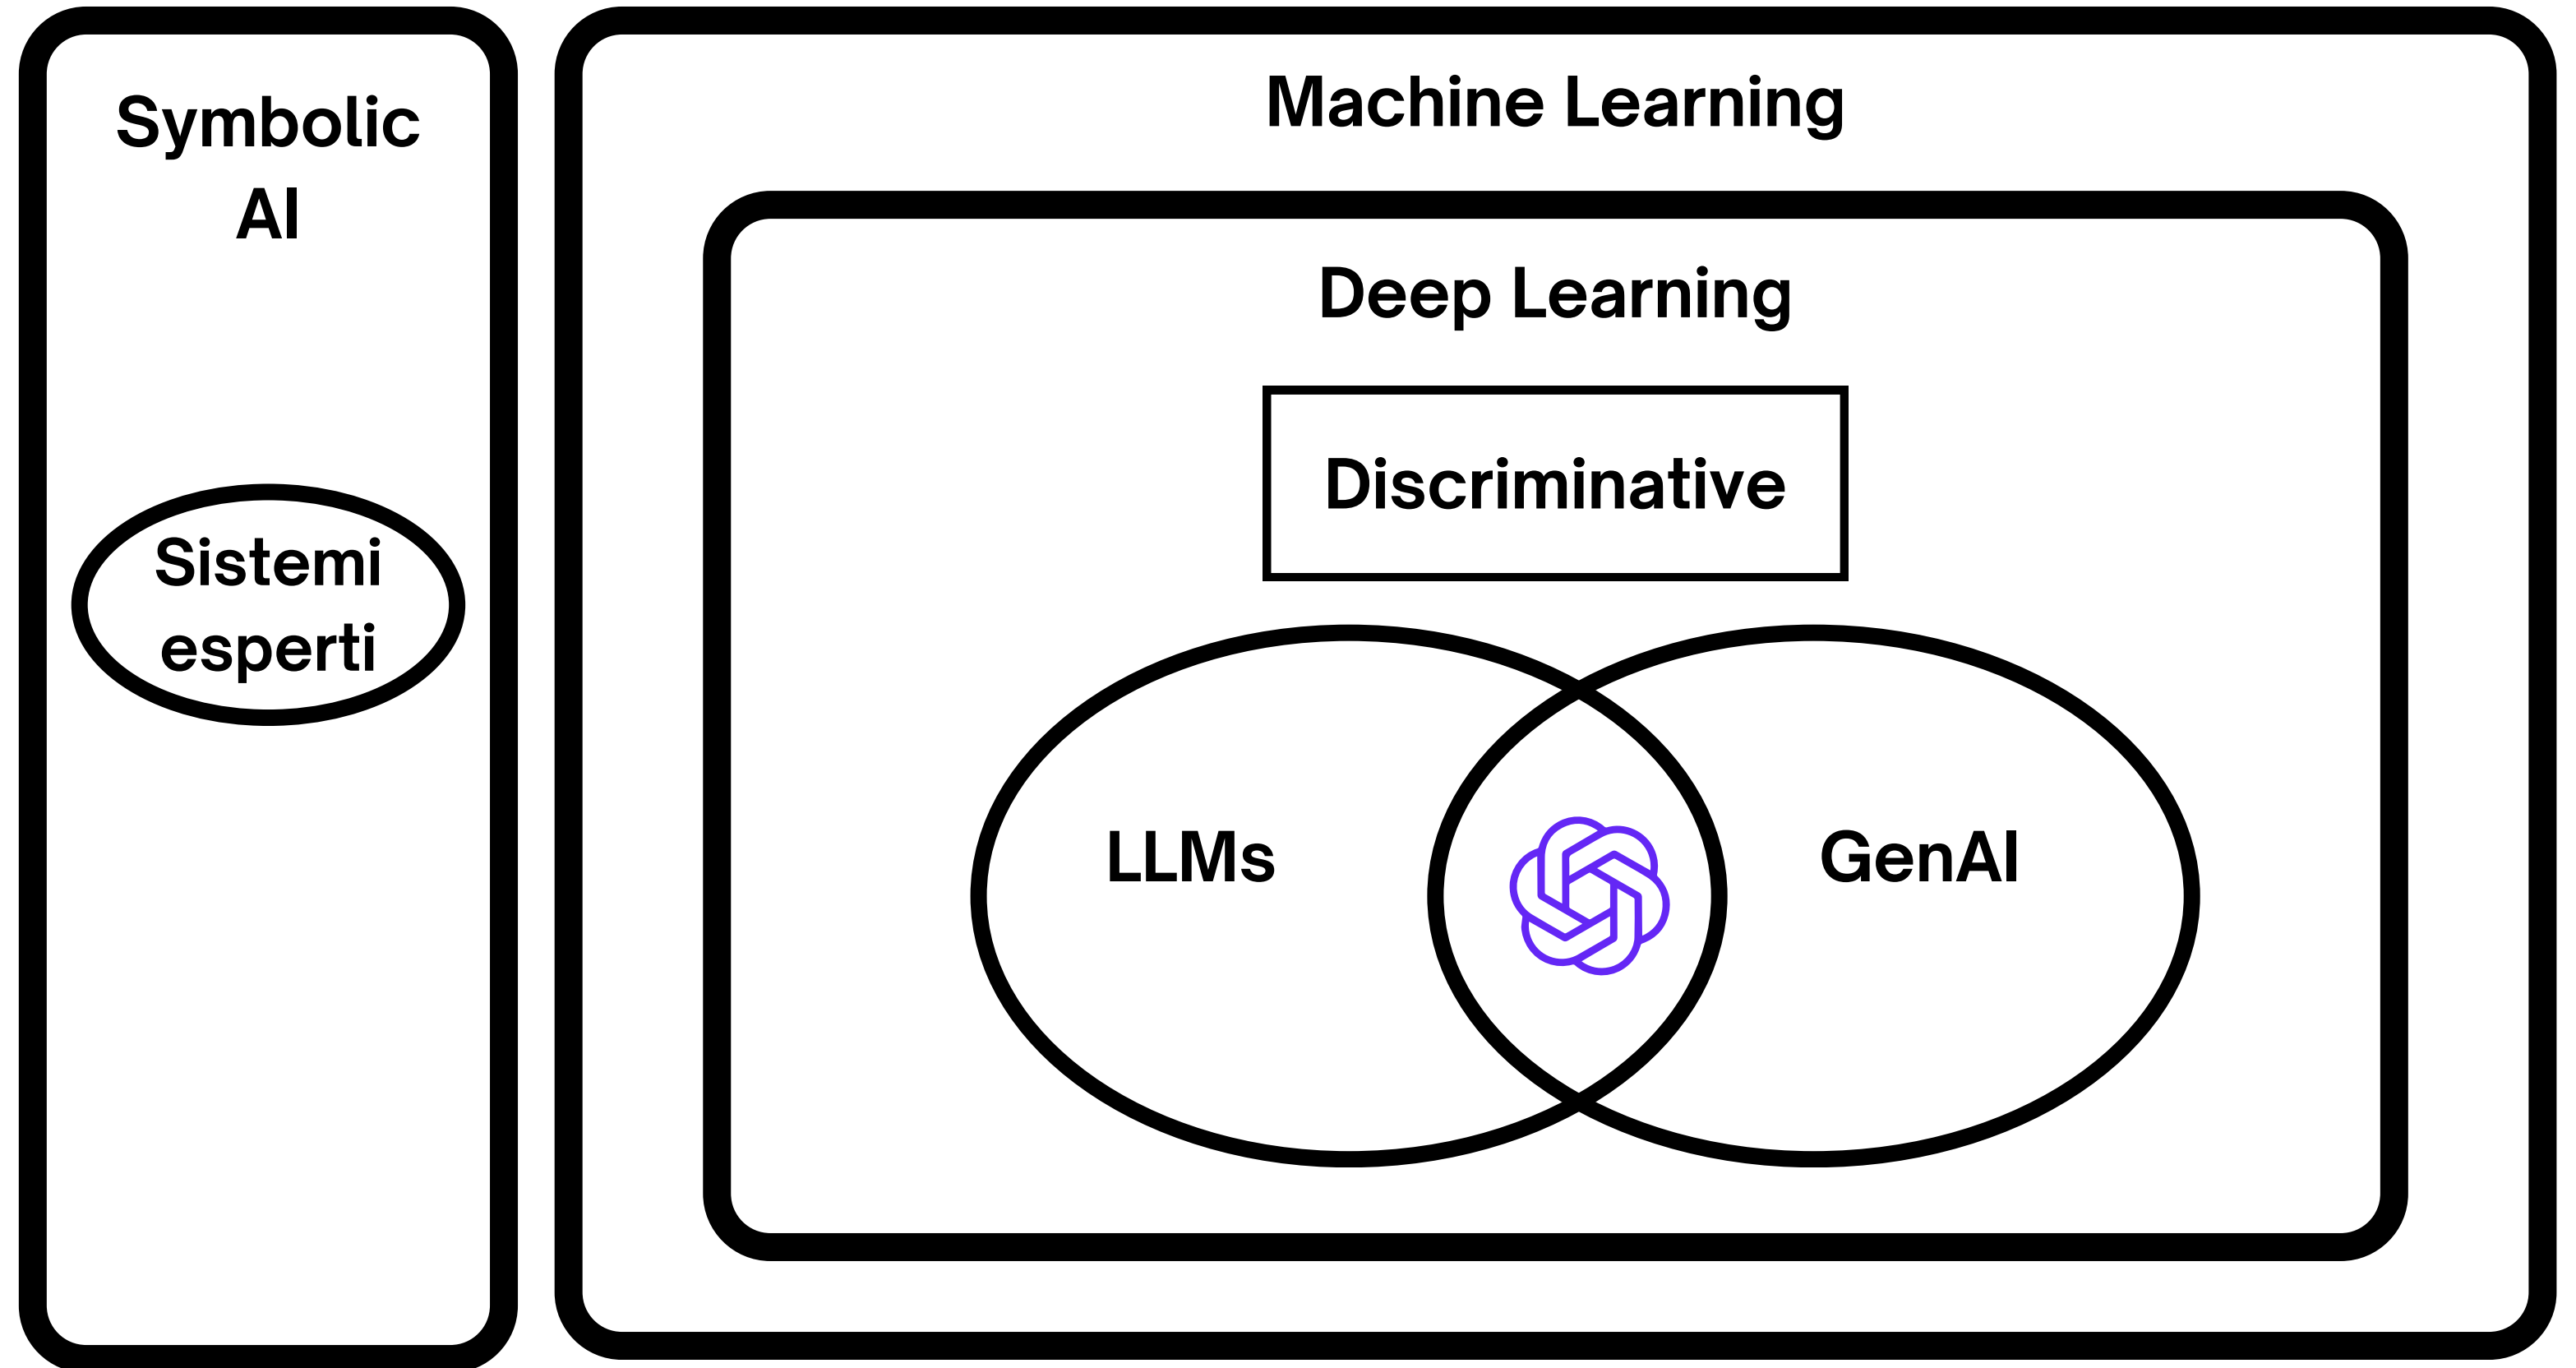 Symbolic
AI
Sistemi
esperti
Machine Learning
Deep Learning
Discriminative
LLMs
GenAI